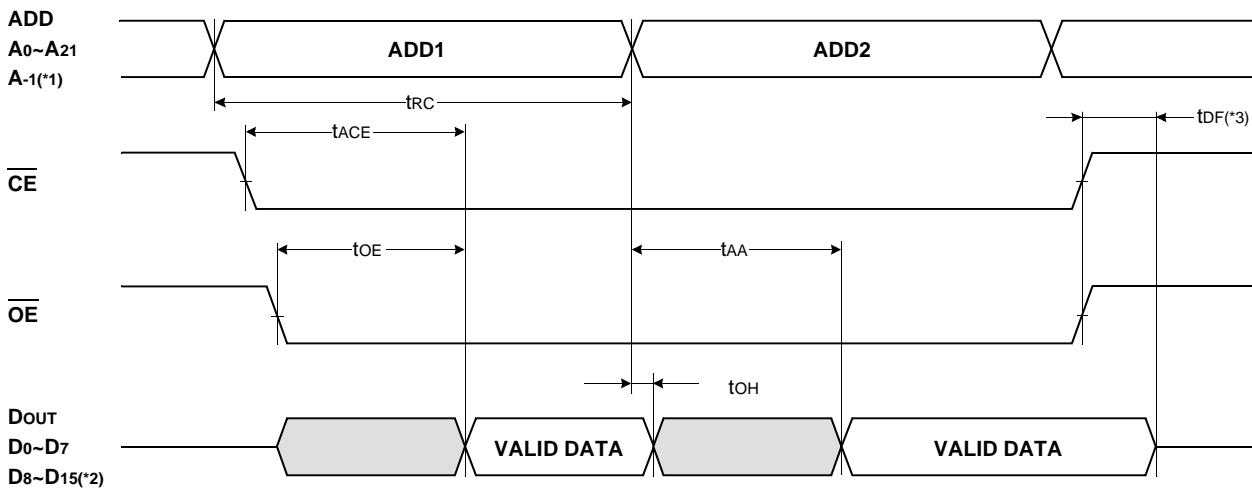 ADD
A0~A21
A-1(*1)
ADD1
ADD2
tRC
tACE
tDF(*3)
CE
tOE
tAA
OE
tOH
DOUT
D0~D7
D8~D15(*2)
VALID DATA
VALID DATA